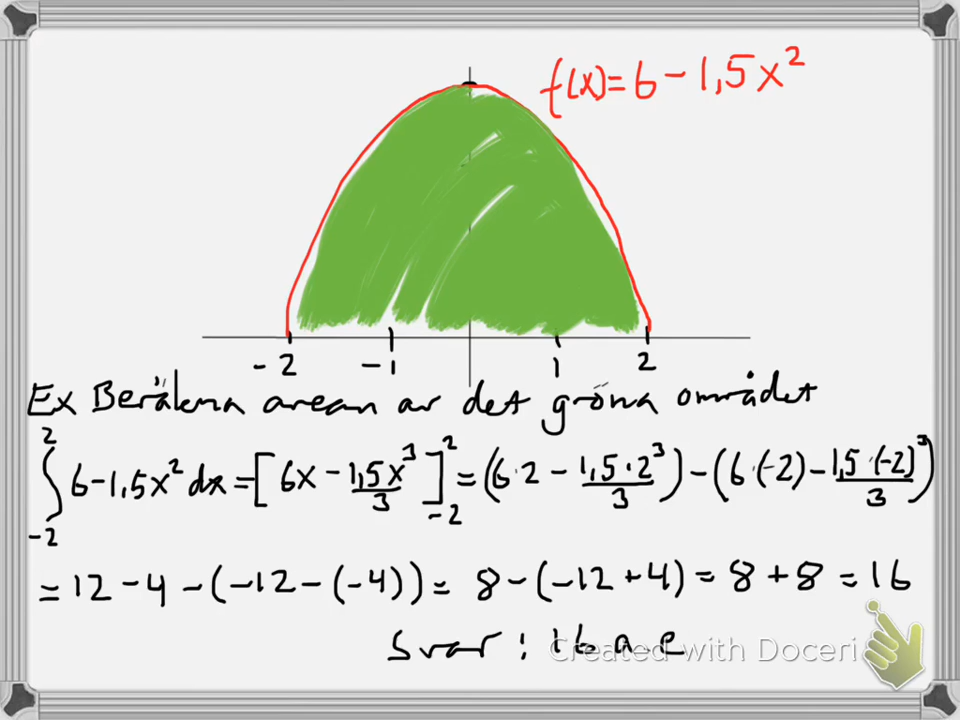 f(x) = 6 - 1,5x²
-2 -1 1 2
Ex Beräkna arean av det gröna området
∫₋₂² 6 - 1,5x² dx = [6x - 1,5x³/3]₋₂² = (6·2 - 1,5·2³/3) - (6·(-2) - 1,5·(-2)³/3)
= 12 - 4 - (-12 - (-4)) = 8 - (-12 + 4) = 8 + 8 = 16
Svar: 16 a.e
Created with Doceri